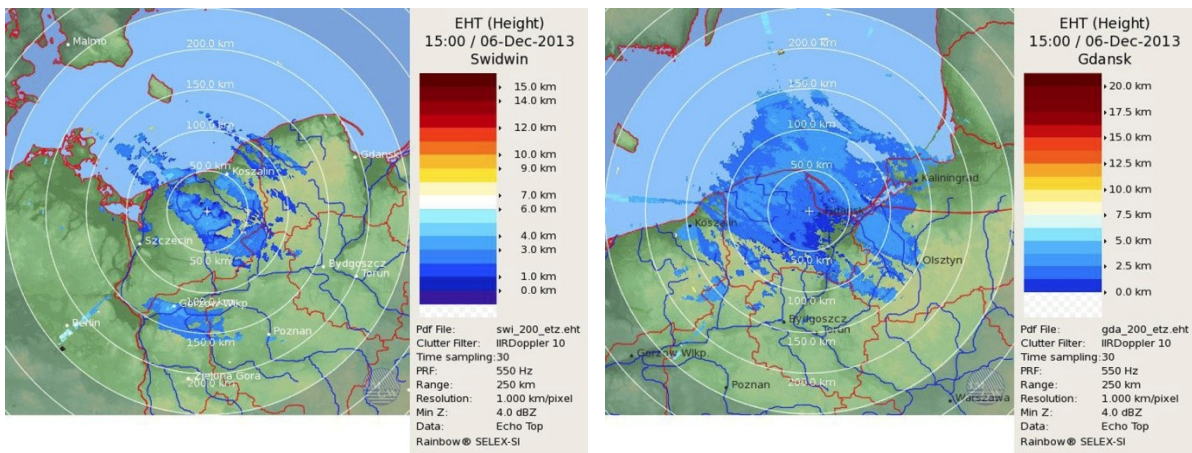 EHT (Height)
15:00 / 06-Dec-2013
Swidwin
15.0 km
14.0 km
12.0 km
10.0 km
9.0 km
7.0 km
6.0 km
4.0 km
3.0 km
1.0 km
0.0 km
Pdf File: swi_200_etz.eht
Clutter Filter: IIRDoppler 10
Time sampling:30
PRF: 550 Hz
Range: 250 km
Resolution: 1.000 km/pixel
Min Z: 4.0 dBZ
Data: Echo Top
Rainbow® SELEX-SI
Malmo
200.0 km
150.0 km
100.0 km
50.0 km
Gdansk
Koszalin
Szczecin
50.0 km
Bydgoszcz
Torun
100.0 km
Gorzow Wlkp.
Berlin
Poznan
150.0 km
Zielona Gora
200.0 km
EHT (Height)
15:00 / 06-Dec-2013
Gdansk
20.0 km
17.5 km
15.0 km
12.5 km
10.0 km
7.5 km
5.0 km
2.5 km
0.0 km
Pdf File: gda_200_etz.eht
Clutter Filter: IIRDoppler 10
Time sampling:30
PRF: 550 Hz
Range: 250 km
Resolution: 1.000 km/pixel
Min Z: 4.0 dBZ
Data: Echo Top
Rainbow® SELEX-SI
200.0 km
150.0 km
100.0 km
50.0 km
Kaliningrad
Koszalin
50.0 km
Olsztyn
100.0 km
Bydgoszcz
Torun
150.0 km
Gorzow Wlkp.
200.0 km
Poznan
Warszawa